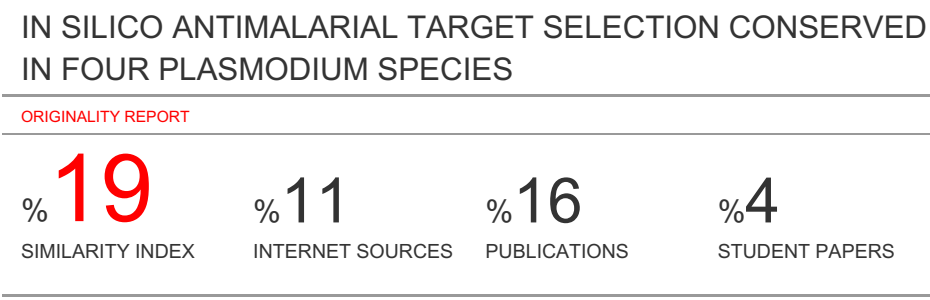 IN SILICO ANTIMALARIAL TARGET SELECTION CONSERVED
IN FOUR PLASMODIUM SPECIES
ORIGINALITY REPORT
%19 %11 %16 %4
SIMILARITY INDEX INTERNET SOURCES PUBLICATIONS STUDENT PAPERS